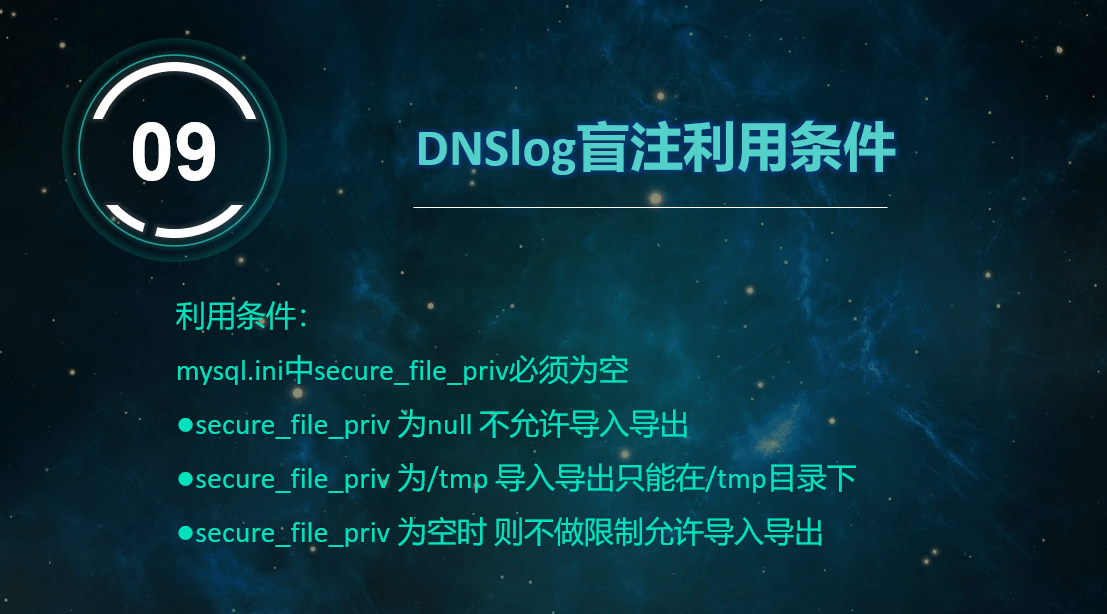 09
DNSlog盲注利用条件
利用条件：
mysql.ini中secure_file_priv必须为空
●secure_file_priv 为null 不允许导入导出
●secure_file_priv 为/tmp 导入导出只能在/tmp目录下
●secure_file_priv 为空时 则不做限制允许导入导出